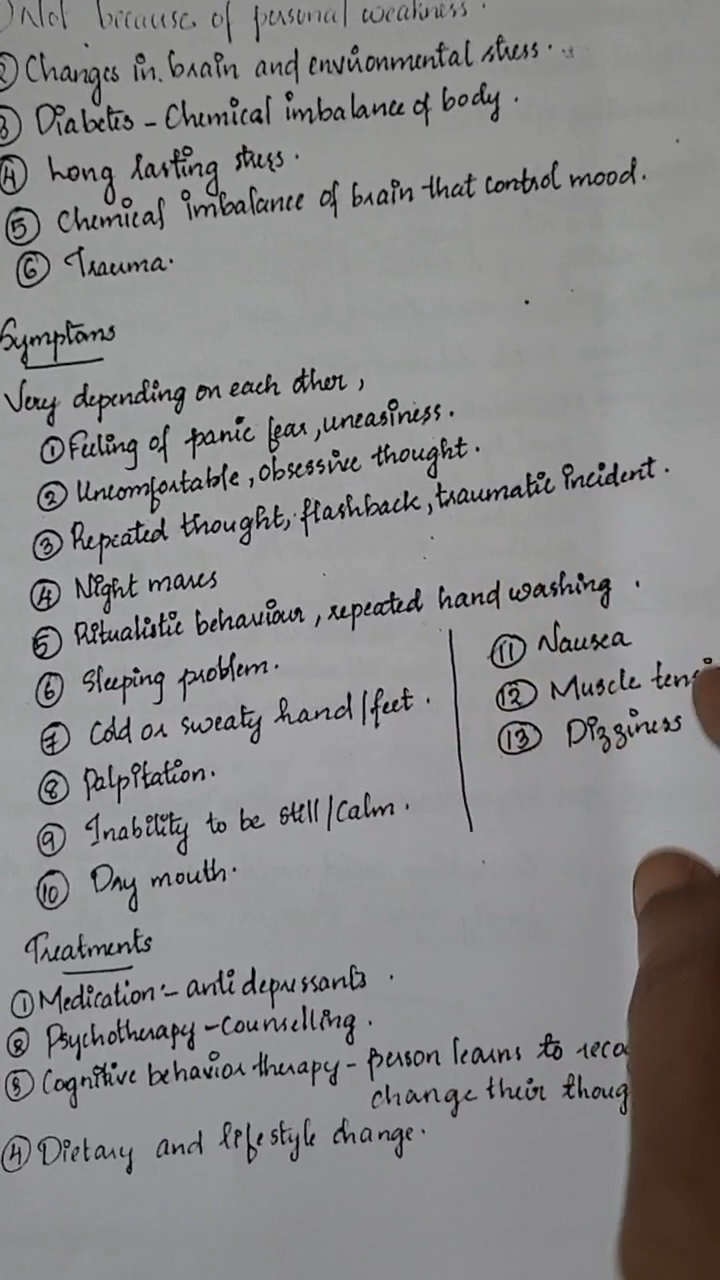 ① Not because of personal weakness.
② Changes in brain and environmental stress.
③ Diabetes - Chemical imbalance of body.
④ Long lasting stress.
⑤ Chemical imbalance of brain that control mood.
⑥ Trauma.
Symptoms
Very depending on each other,
① Feeling of panic fear, uneasiness.
② Uncomfortable, obsessive thought.
③ Repeated thought, flashback, traumatic incident.
④ Night mares
⑤ Ritualistic behaviour, repeated hand washing.
⑥ Sleeping problem.
⑦ Cold or sweaty hand/feet.
⑧ Palpitation.
⑨ Inability to be still/calm.
⑩ Dry mouth.
⑪ Nausea
⑫ Muscle tensi
⑬ Dizziness
Treatments
① Medication :- anti depressants.
② Psychotherapy - Counselling.
③ Cognitive behavior therapy - person learns to reco
change their thoug
④ Dietary and lifestyle change.